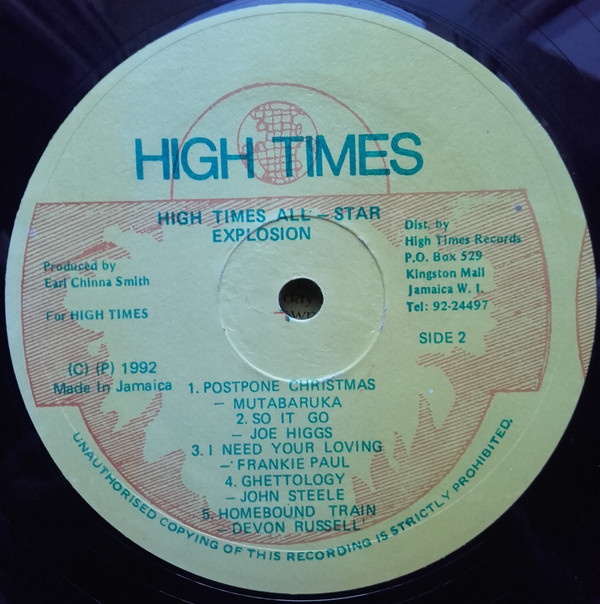 HIGH TIMES
HIGH TIMES ALL – STAR
EXPLOSION
Produced by
Earl Chinna Smith
For HIGH TIMES
(C) (P) 1992
Made In Jamaica
Dist. by
High Times Records
P.O. Box 529
Kingston Mall
Jamaica W. I.
Tel: 92-24497
SIDE 2
1. POSTPONE CHRISTMAS
– MUTABARUKA
2. SO IT GO
– JOE HIGGS
3. I NEED YOUR LOVING
– FRANKIE PAUL
4. GHETTOLOGY
– JOHN STEELE
5. HOMEBOUND TRAIN
DEVON RUSSELL'
UNAUTHORISED COPYING OF THIS RECORDING IS STRICTLY PROHIBITED.
day